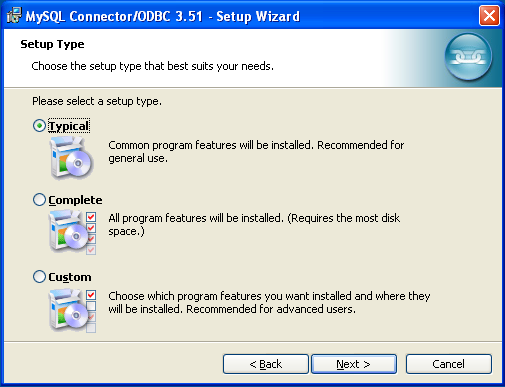 MySQL Connector/ODBC 3.51 - Setup Wizard
Setup Type
Choose the setup type that best suits your needs.
Please select a setup type.
Typical
Common program features will be installed. Recommended for
general use.
Complete
All program features will be installed. (Requires the most disk
space.)
Custom
Choose which program features you want installed and where they
will be installed. Recommended for advanced users.
< Back
Next >
Cancel